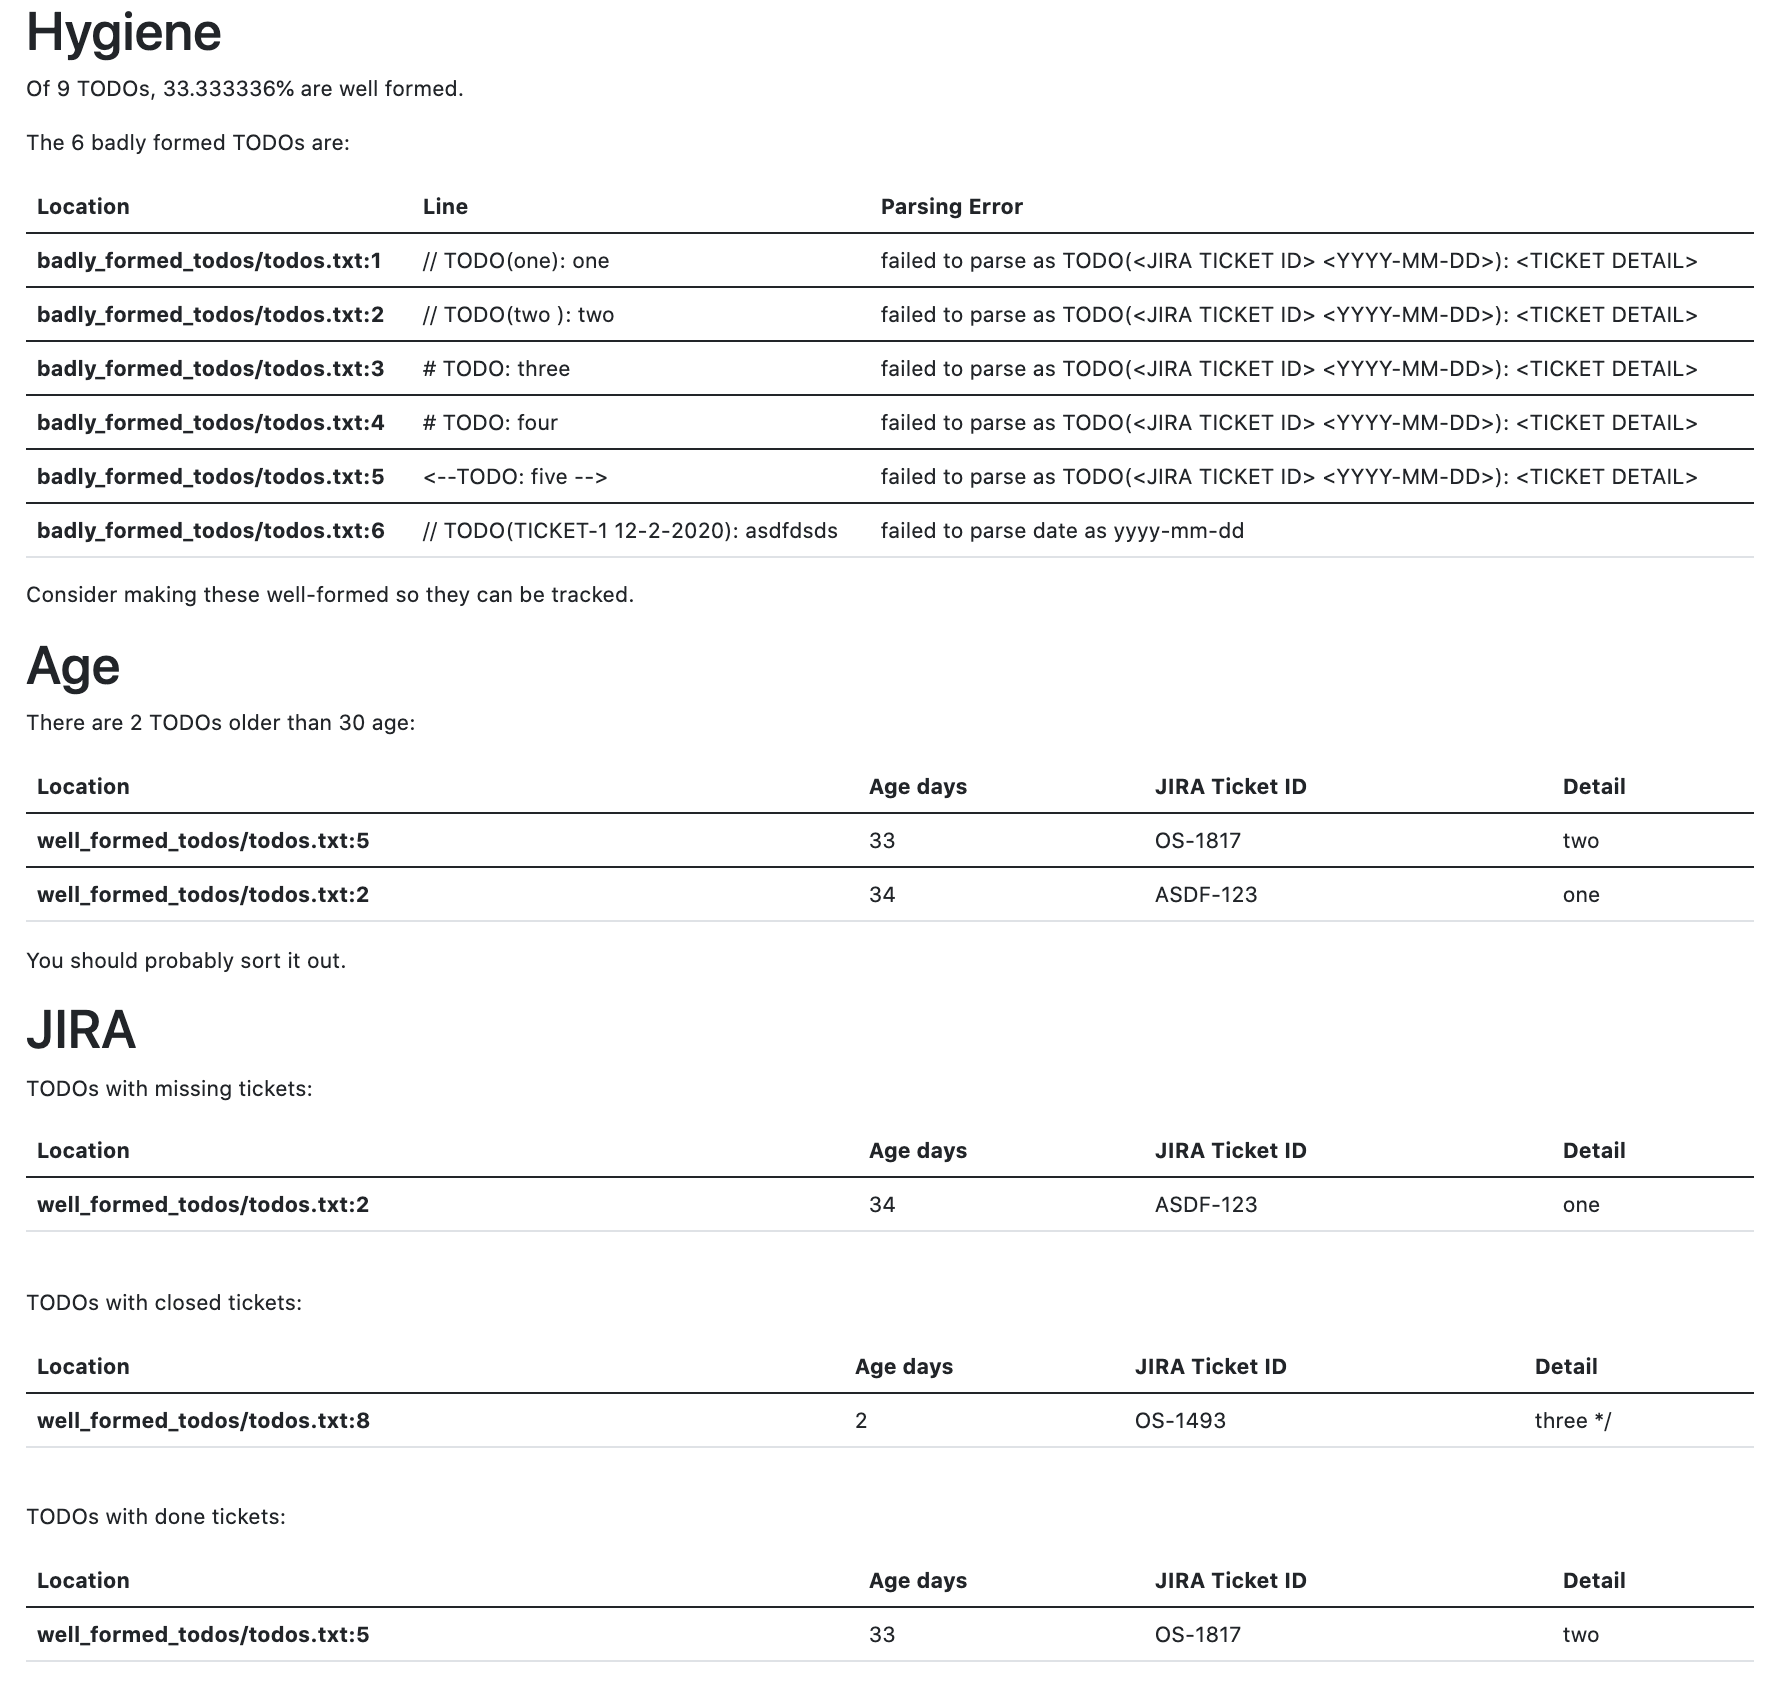 Hygiene
Of 9 TODOs, 33.333336% are well formed.
The 6 badly formed TODOs are:
Location Line Parsing Error
badly_formed_todos/todos.txt:1 // TODO(one): one failed to parse as TODO(<JIRA TICKET ID> <YYYY-MM-DD>): <TICKET DETAIL>
badly_formed_todos/todos.txt:2 // TODO(two ): two failed to parse as TODO(<JIRA TICKET ID> <YYYY-MM-DD>): <TICKET DETAIL>
badly_formed_todos/todos.txt:3 # TODO: three failed to parse as TODO(<JIRA TICKET ID> <YYYY-MM-DD>): <TICKET DETAIL>
badly_formed_todos/todos.txt:4 # TODO: four failed to parse as TODO(<JIRA TICKET ID> <YYYY-MM-DD>): <TICKET DETAIL>
badly_formed_todos/todos.txt:5 <--TODO: five --> failed to parse as TODO(<JIRA TICKET ID> <YYYY-MM-DD>): <TICKET DETAIL>
badly_formed_todos/todos.txt:6 // TODO(TICKET-1 12-2-2020): asdfdsds failed to parse date as yyyy-mm-dd
Consider making these well-formed so they can be tracked.
Age
There are 2 TODOs older than 30 age:
Location Age days JIRA Ticket ID Detail
well_formed_todos/todos.txt:5 33 OS-1817 two
well_formed_todos/todos.txt:2 34 ASDF-123 one
You should probably sort it out.
JIRA
TODOs with missing tickets:
Location Age days JIRA Ticket ID Detail
well_formed_todos/todos.txt:2 34 ASDF-123 one
TODOs with closed tickets:
Location Age days JIRA Ticket ID Detail
well_formed_todos/todos.txt:8 2 OS-1493 three */
TODOs with done tickets:
Location Age days JIRA Ticket ID Detail
well_formed_todos/todos.txt:5 33 OS-1817 two